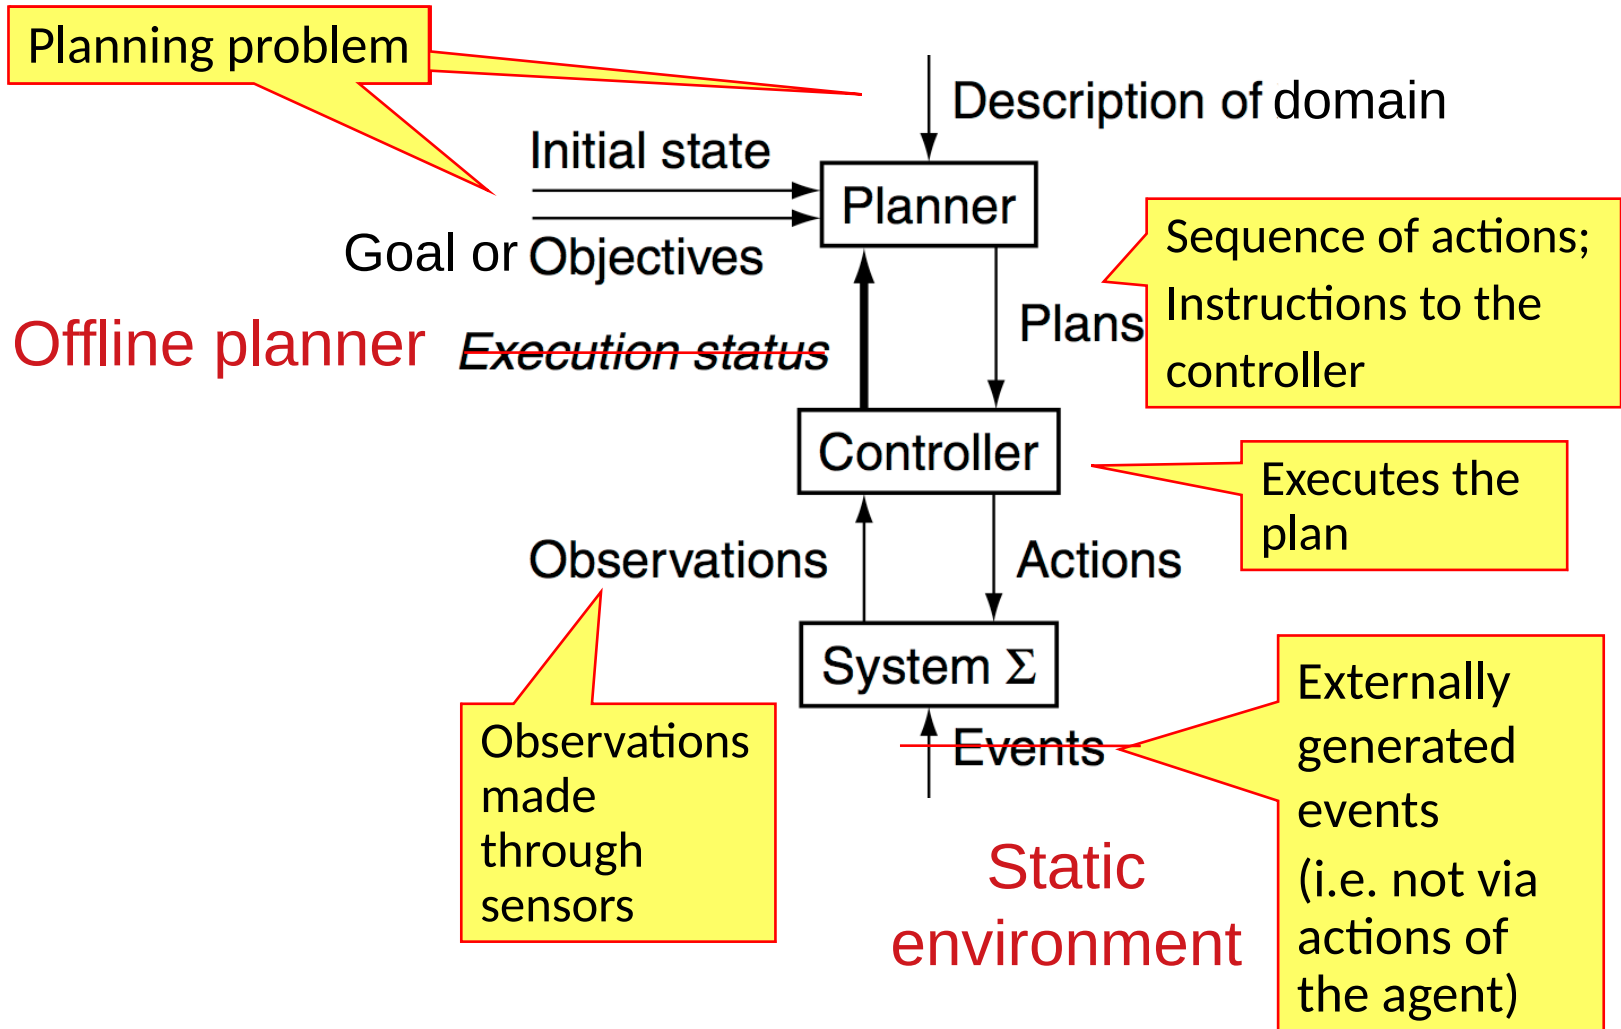 Planning problem
Description of domain
Initial state
Planner
Goal or Objectives
Sequence of actions;
Instructions to the
controller
Plans
Offline planner
Execution status
Controller
Executes the
plan
Observations
Actions
System Σ
Events
Observations
made
through
sensors
Externally
generated
events
(i.e. not via
actions of
the agent)
Static
environment